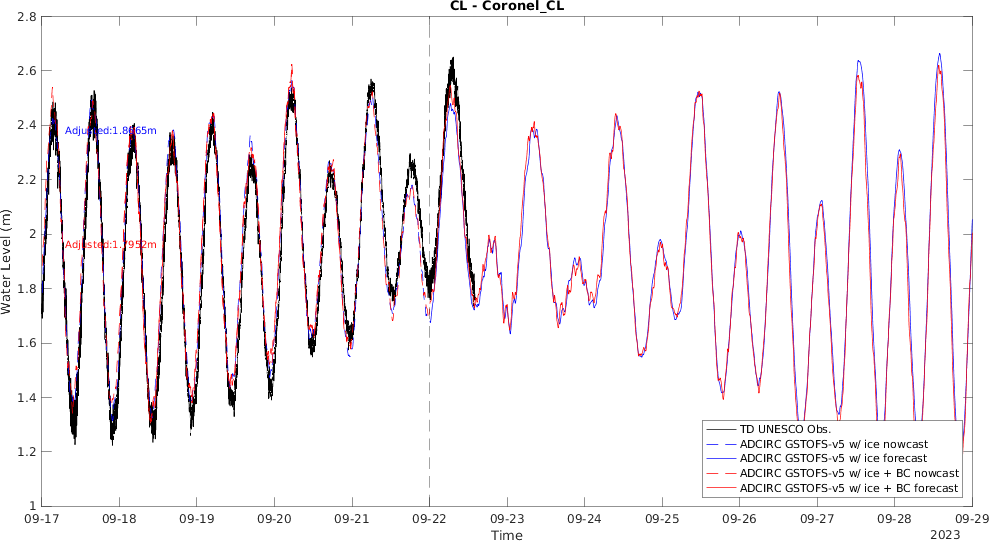 CL - Coronel_CL
2.8
2.6
2.4
2.2
2
1.8
1.6
1.4
1.2
1
Water Level (m)
Adjusted:1.8665m
Adjusted:1.7952m
TD UNESCO Obs.
ADCIRC GSTOFS-v5 w/ ice nowcast
ADCIRC GSTOFS-v5 w/ ice forecast
ADCIRC GSTOFS-v5 w/ ice + BC nowcast
ADCIRC GSTOFS-v5 w/ ice + BC forecast
09-17 09-18 09-19 09-20 09-21 09-22 09-23 09-24 09-25 09-26 09-27 09-28 09-29
Time
2023